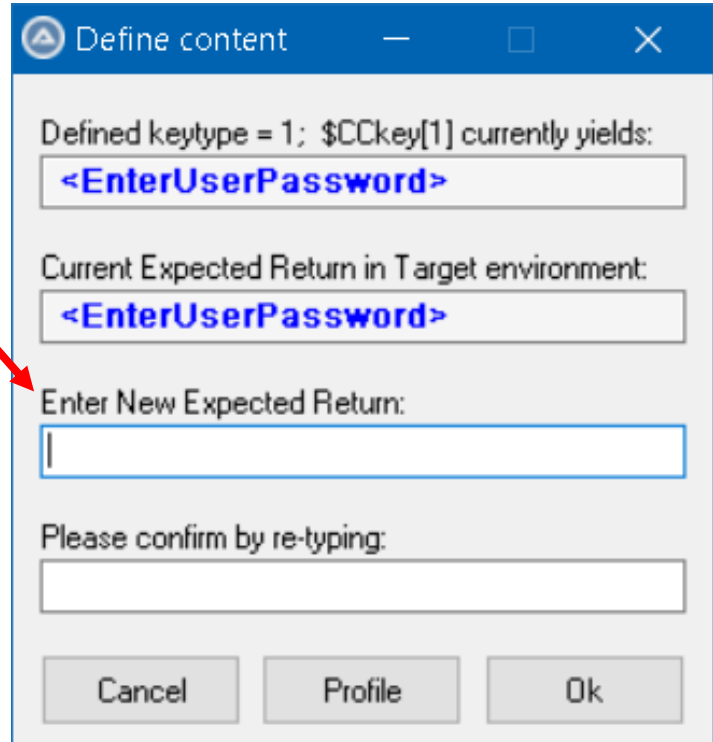 Define content
Defined keytype = 1;  $CCkey[1] currently yields:
<EnterUserPassword>
Current Expected Return in Target environment:
<EnterUserPassword>
Enter New Expected Return:
Please confirm by re-typing:
Cancel Profile Ok